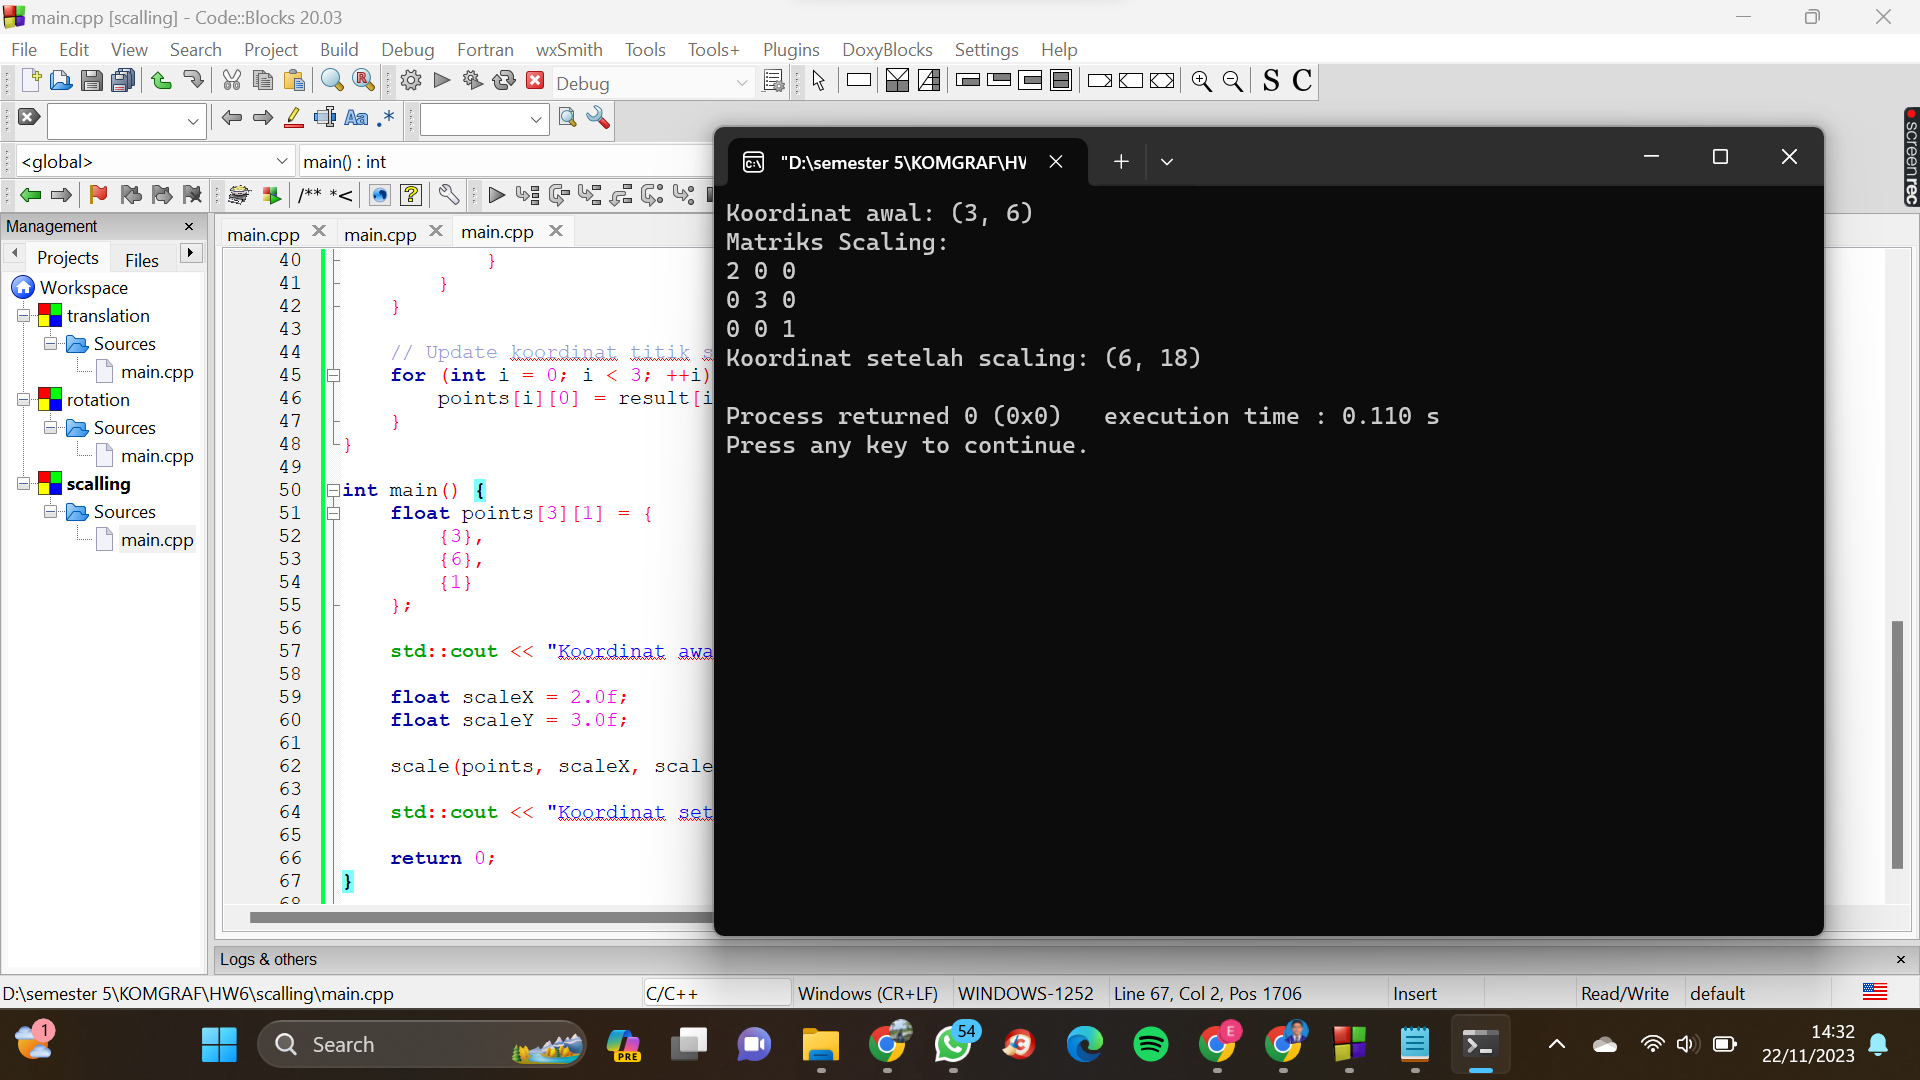 main.cpp [scalling] - Code::Blocks 20.03
File Edit View Search Project Build Debug Fortran wxSmith Tools Tools+ Plugins DoxyBlocks Settings Help
Debug
S C
Aa .*
<global>
main() : int
/** *<
Management
Projects
Files
Workspace
translation
Sources
main.cpp
rotation
Sources
main.cpp
scalling
Sources
main.cpp
main.cpp
main.cpp
main.cpp
40 }
41 }
42 }
43
44 // Update koordinat titik s
45 for (int i = 0; i < 3; ++i)
46 points[i][0] = result[i
47 }
48 }
49
50 int main() {
51 float points[3][1] = {
52 {3},
53 {6},
54 {1}
55 };
56
57 std::cout << "Koordinat awa
58
59 float scaleX = 2.0f;
60 float scaleY = 3.0f;
61
62 scale(points, scaleX, scale
63
64 std::cout << "Koordinat set
65
66 return 0;
67 }
68
"D:\semester 5\KOMGRAF\HW
Koordinat awal: (3, 6)
Matriks Scaling:
2 0 0
0 3 0
0 0 1
Koordinat setelah scaling: (6, 18)
Process returned 0 (0x0) execution time : 0.110 s
Press any key to continue.
screenrec
Logs & others
D:\semester 5\KOMGRAF\HW6\scalling\main.cpp
C/C++
Windows (CR+LF)
WINDOWS-1252
Line 67, Col 2, Pos 1706
Insert
Read/Write
default
1
Search
PRE
54
E
14:32
22/11/2023